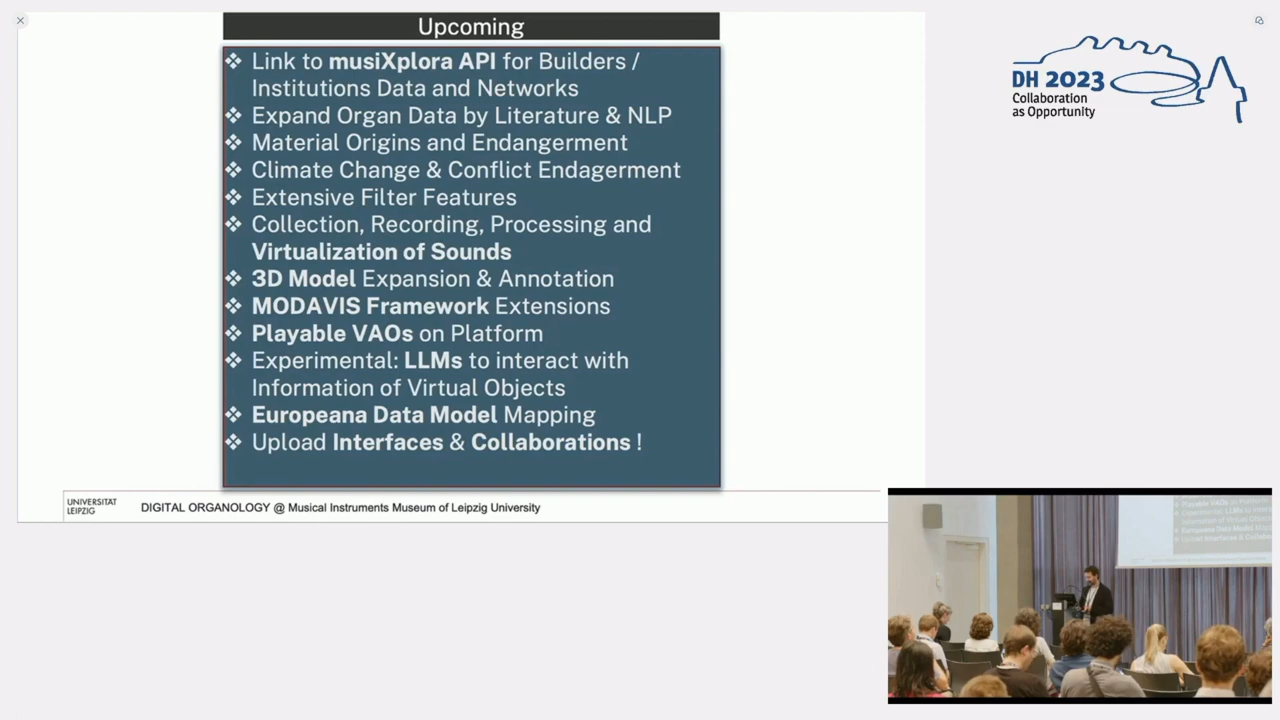 Upcoming
❖ Link to musiXplora API for Builders /
Institutions Data and Networks
❖ Expand Organ Data by Literature & NLP
❖ Material Origins and Endangerment
❖ Climate Change & Conflict Endagerment
❖ Extensive Filter Features
❖ Collection, Recording, Processing and
Virtualization of Sounds
❖ 3D Model Expansion & Annotation
❖ MODAVIS Framework Extensions
❖ Playable VAOs on Platform
❖ Experimental: LLMs to interact with
Information of Virtual Objects
❖ Europeana Data Model Mapping
❖ Upload Interfaces & Collaborations !
UNIVERSITÄT
LEIPZIG
DIGITAL ORGANOLOGY @ Musical Instruments Museum of Leipzig University
DH 2023
Collaboration
as Opportunity